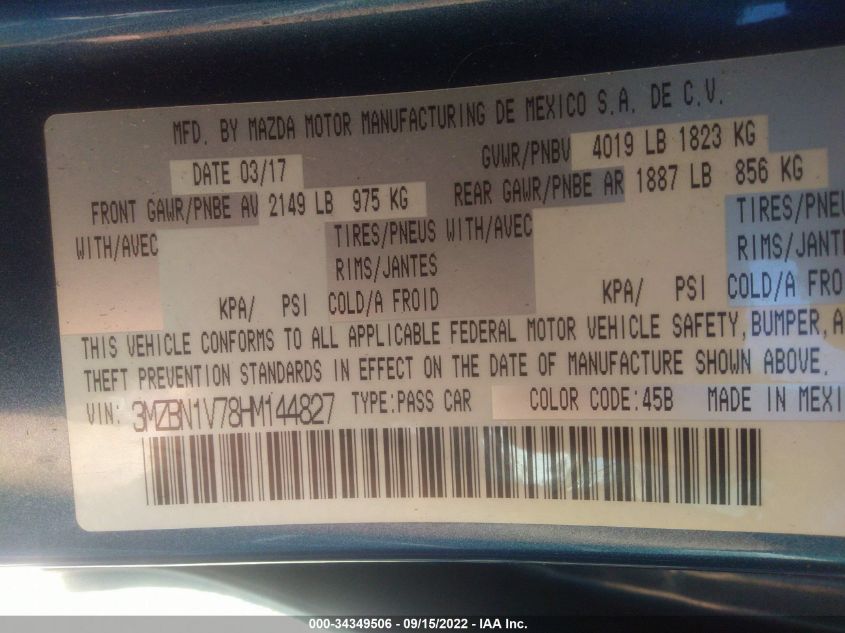 MFD. BY MAZDA MOTOR MANUFACTURING DE MEXICO S.A. DE C.V.
DATE 03/17 GVWR/PNBV 4019 LB 1823 KG
FRONT GAWR/PNBE AV 2149 LB 975 KG REAR GAWR/PNBE AR 1887 LB 856 KG
WITH/AVEC TIRES/PNEUS WITH/AVEC TIRES/PNEU
RIMS/JANTES RIMS/JANTE
KPA/ PSI COLD/A FROID KPA/ PSI COLD/A FRO
THIS VEHICLE CONFORMS TO ALL APPLICABLE FEDERAL MOTOR VEHICLE SAFETY, BUMPER, A
THEFT PREVENTION STANDARDS IN EFFECT ON THE DATE OF MANUFACTURE SHOWN ABOVE.
VIN: 3MZBN1V78HM144827 TYPE:PASS CAR COLOR CODE:45B MADE IN MEXI
000-34349506 - 09/15/2022 - IAA Inc.